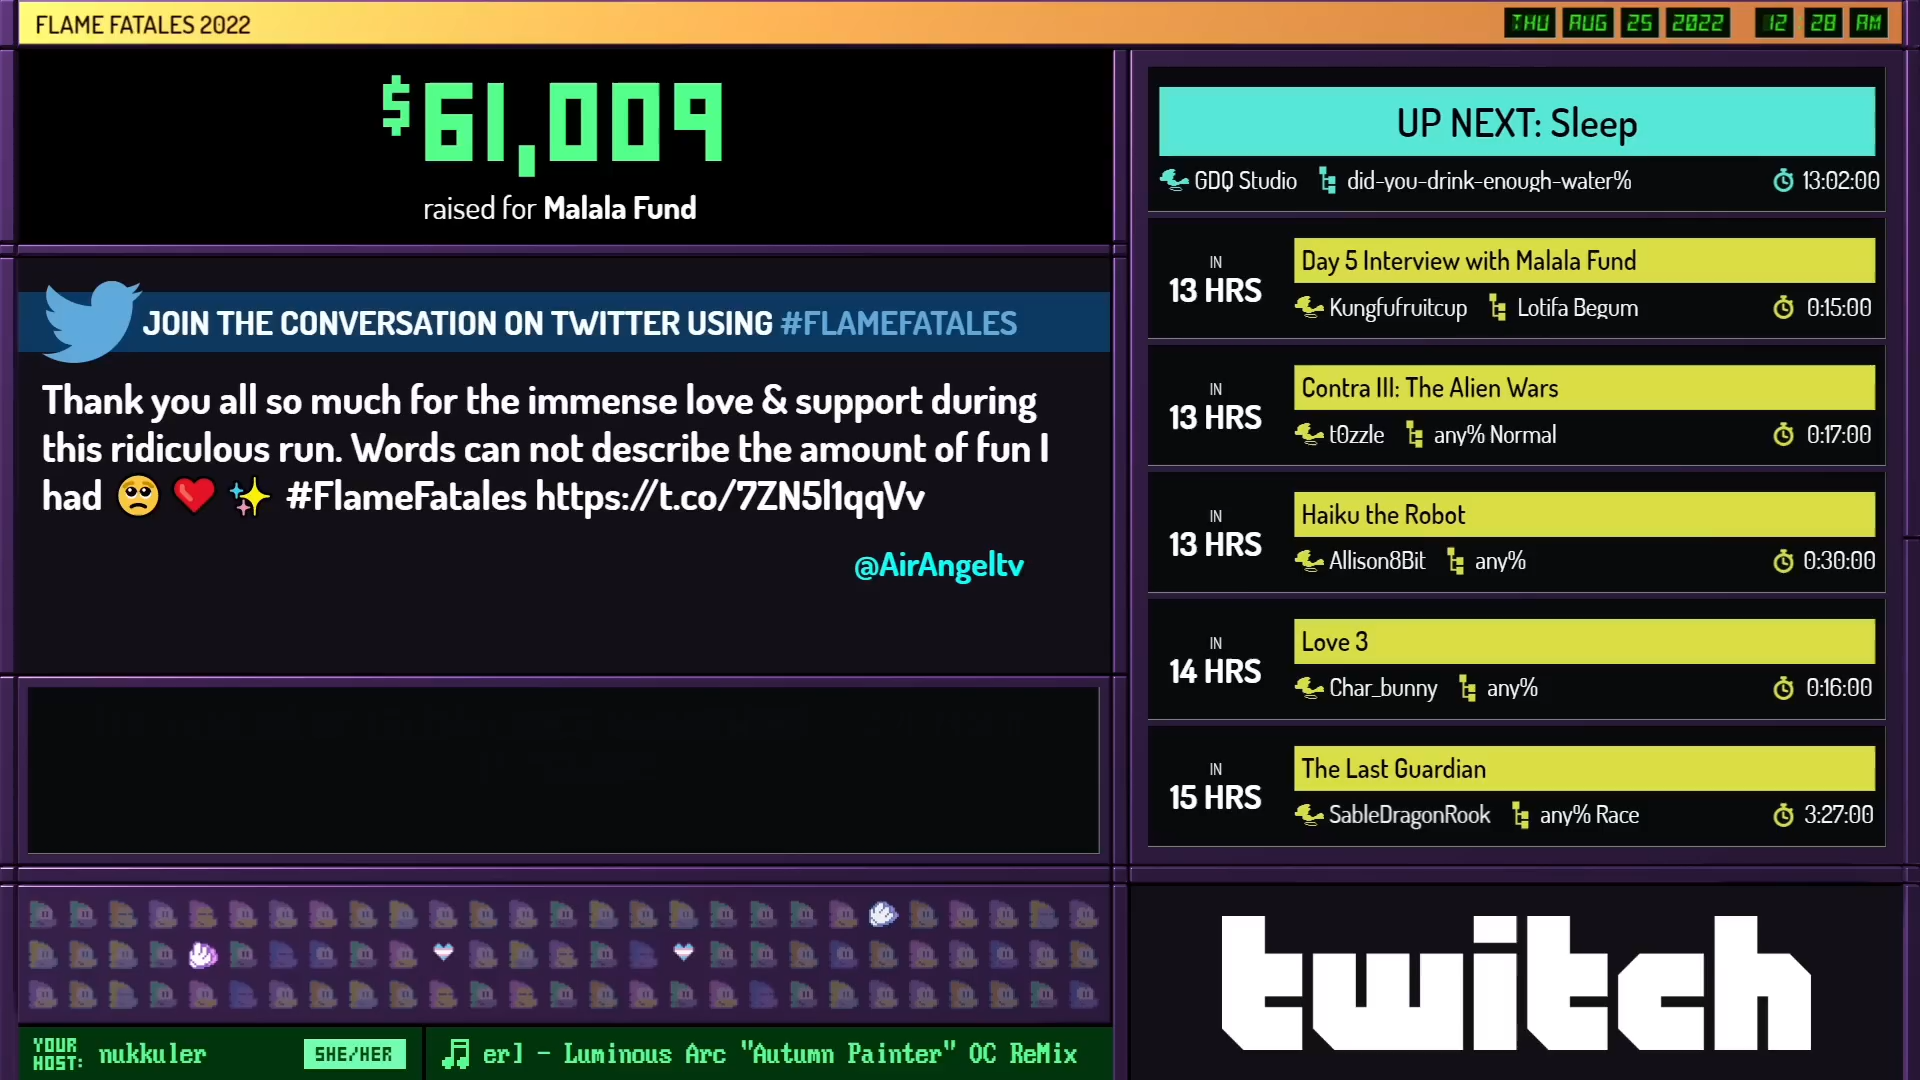 FLAME FATALES 2022
THU AUG 25 2022 12 28 AM
$61,009
raised for Malala Fund
JOIN THE CONVERSATION ON TWITTER USING #FLAMEFATALES
Thank you all so much for the immense love & support during
this ridiculous run. Words can not describe the amount of fun I
had 🥺 ❤️ ✨ #FlameFatales https://t.co/7ZN5l1qqVv
@AirAngeltv
UP NEXT: Sleep
GDQ Studio did-you-drink-enough-water% 13:02:00
IN
13 HRS
Day 5 Interview with Malala Fund
Kungfufruitcup Lotifa Begum 0:15:00
IN
13 HRS
Contra III: The Alien Wars
t0zzle any% Normal 0:17:00
IN
13 HRS
Haiku the Robot
Allison8Bit any% 0:30:00
IN
14 HRS
Love 3
Char_bunny any% 0:16:00
IN
15 HRS
The Last Guardian
SableDragonRook any% Race 3:27:00
YOUR
HOST: nukkuler SHE/HER
er] - Luminous Arc "Autumn Painter" OC ReMix
twitch